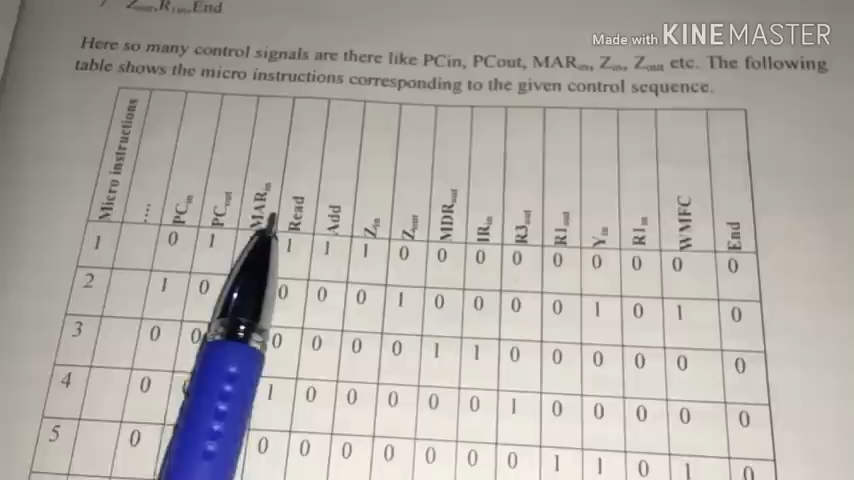 Made with KINEMASTER
7 Zout, R1in, End
Here so many control signals are there like PCin, PCout, MARin, Zin, Zout etc. The following
table shows the micro instructions corresponding to the given control sequence.
Micro instructions .... PCin PCout MARin Read Add Zin Zout MDRout IRin R3out R1out Yin R1in WMFC End
1 0 1 1 1 1 0 0 0 0 0 0 0 0 0
2 1 0 0 0 0 1 0 0 0 0 1 0 1 0
3 0 0 0 0 0 0 1 1 0 0 0 0 0 0
4 0 1 0 0 0 0 0 1 0 0 0 0 0
5 0 0 0 0 0 0 0 0 1 1 0 1 0